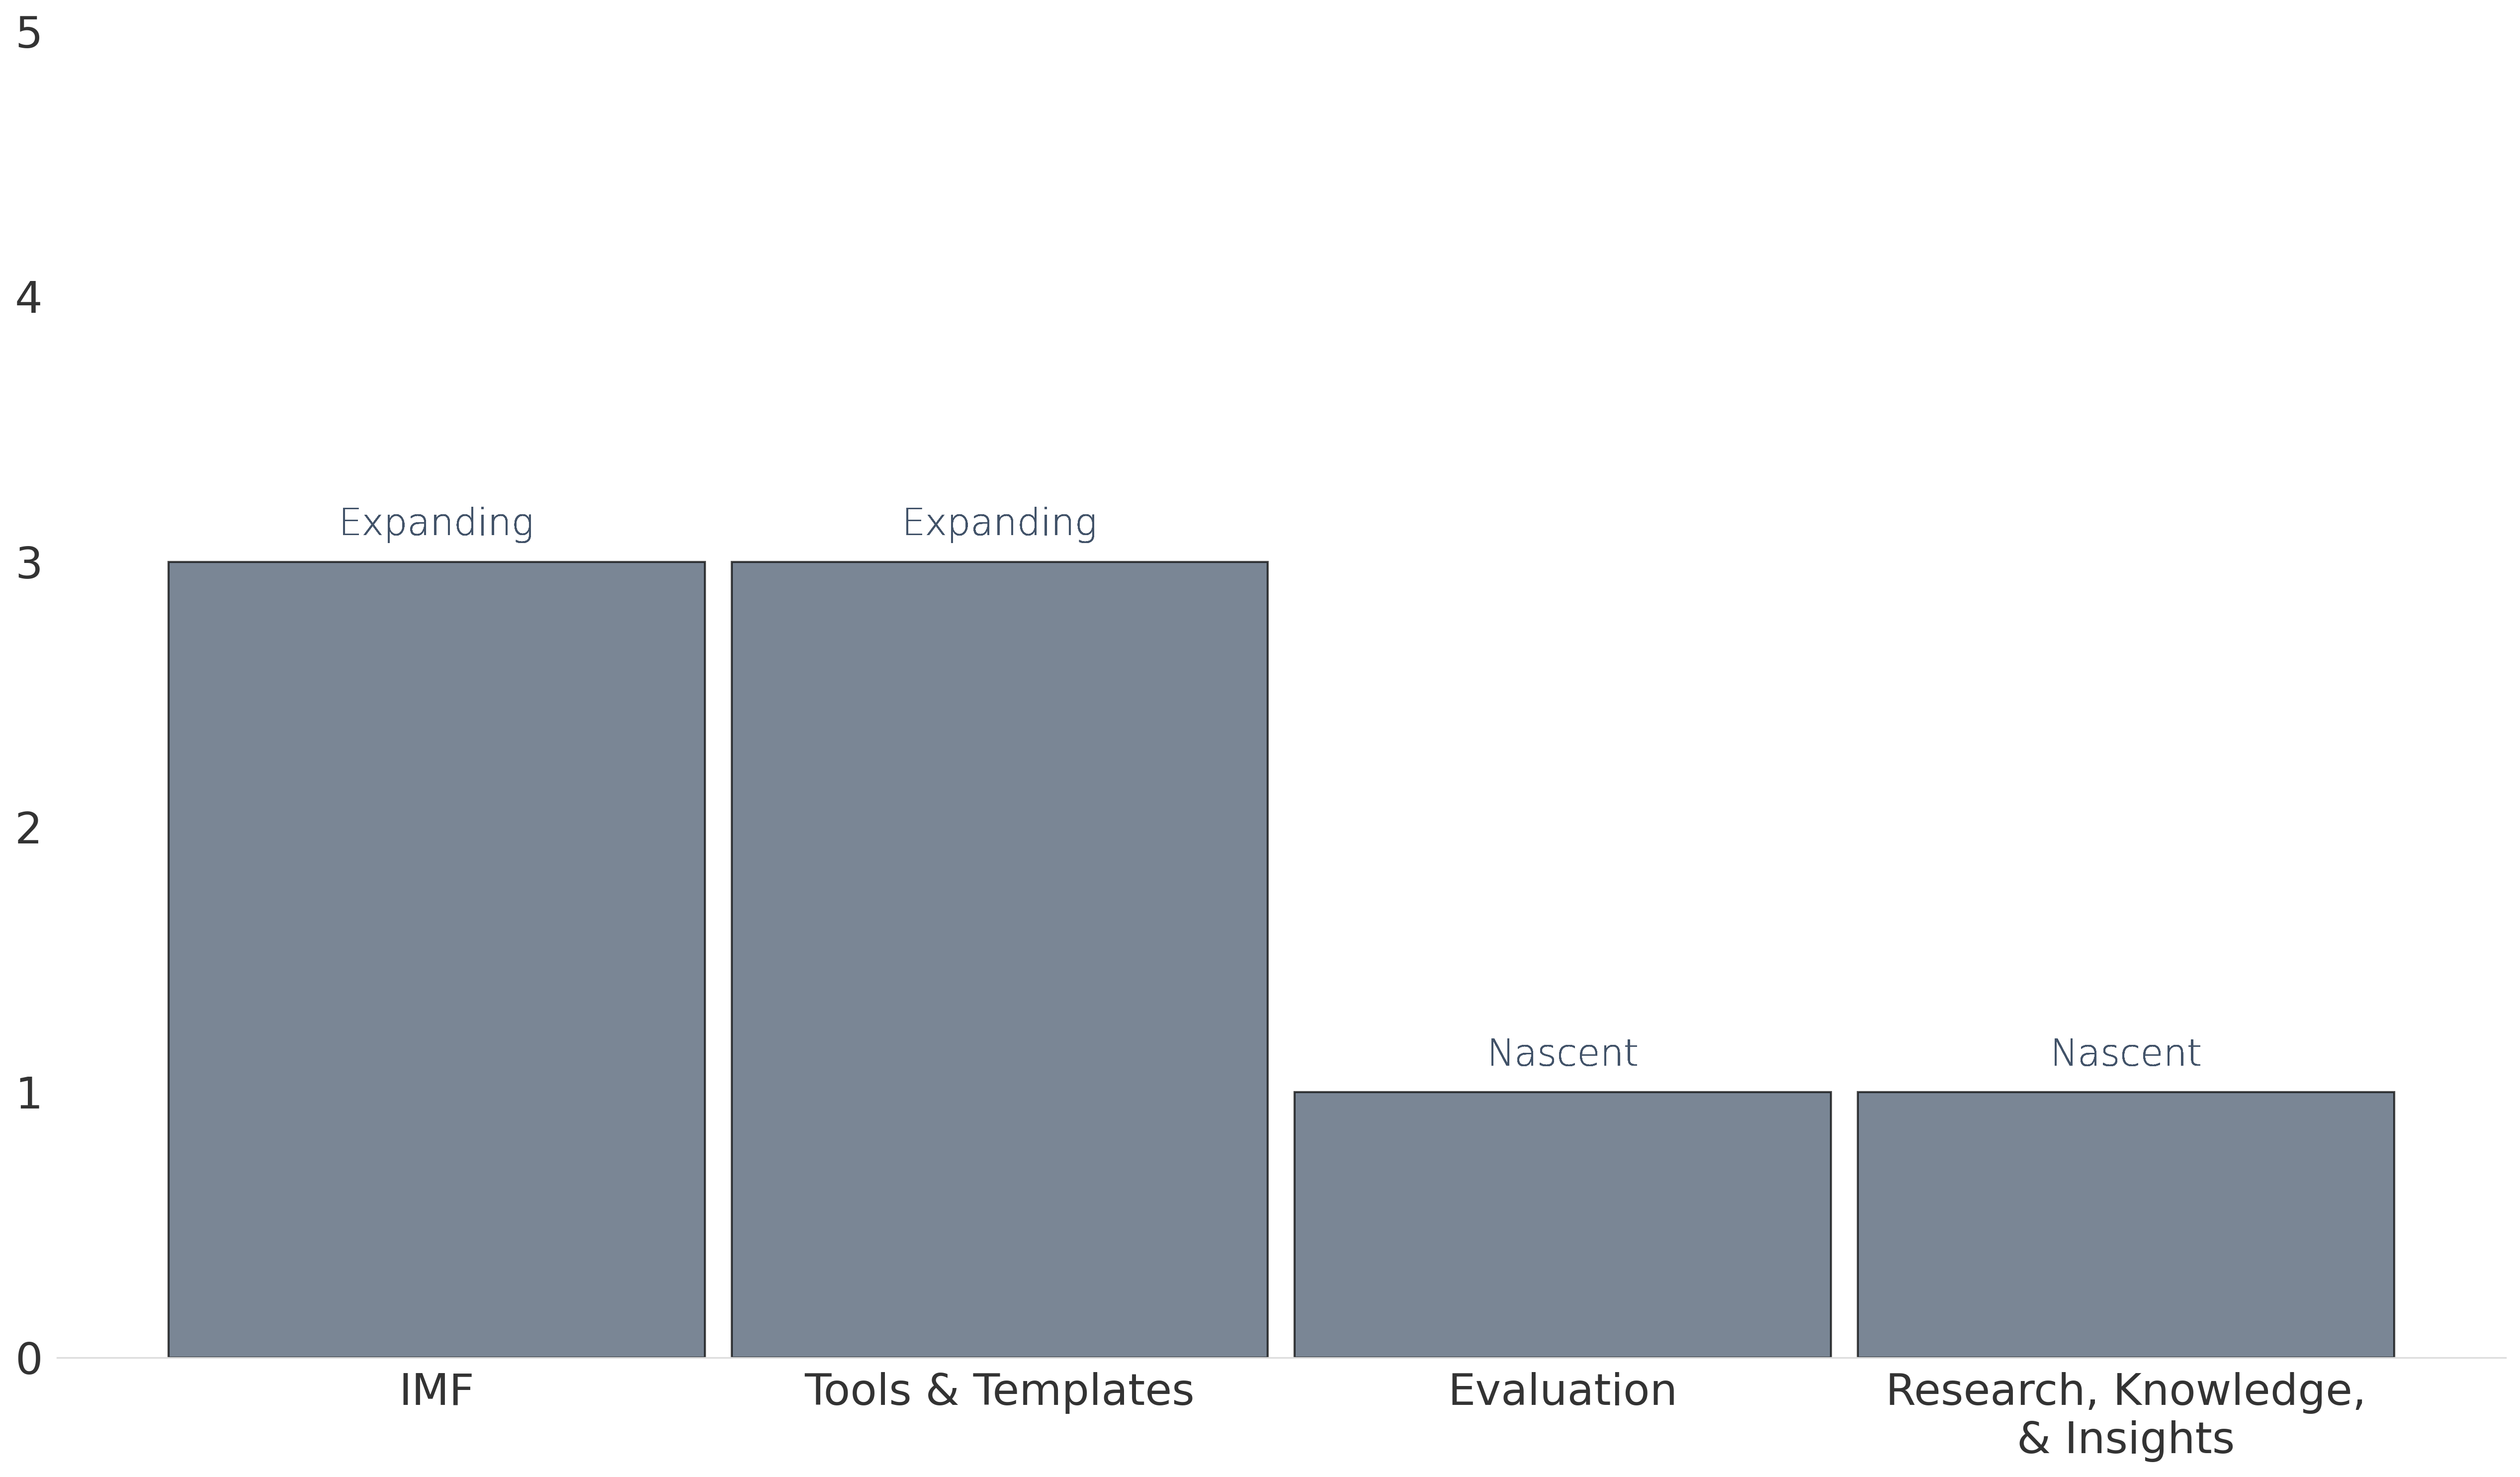 5
4
3
2
1
0
Expanding
Expanding
Nascent
Nascent
IMF
Tools & Templates
Evaluation
Research, Knowledge,
& Insights